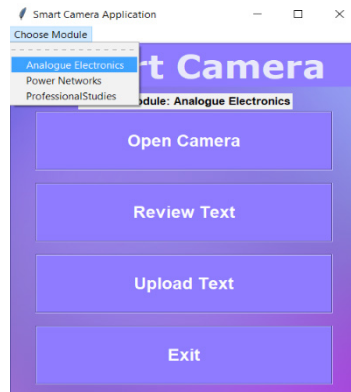 Smart Camera Application
Choose Module
Analogue Electronics
Power Networks
ProfessionalStudies
t Camera
odule: Analogue Electronics
Open Camera
Review Text
Upload Text
Exit